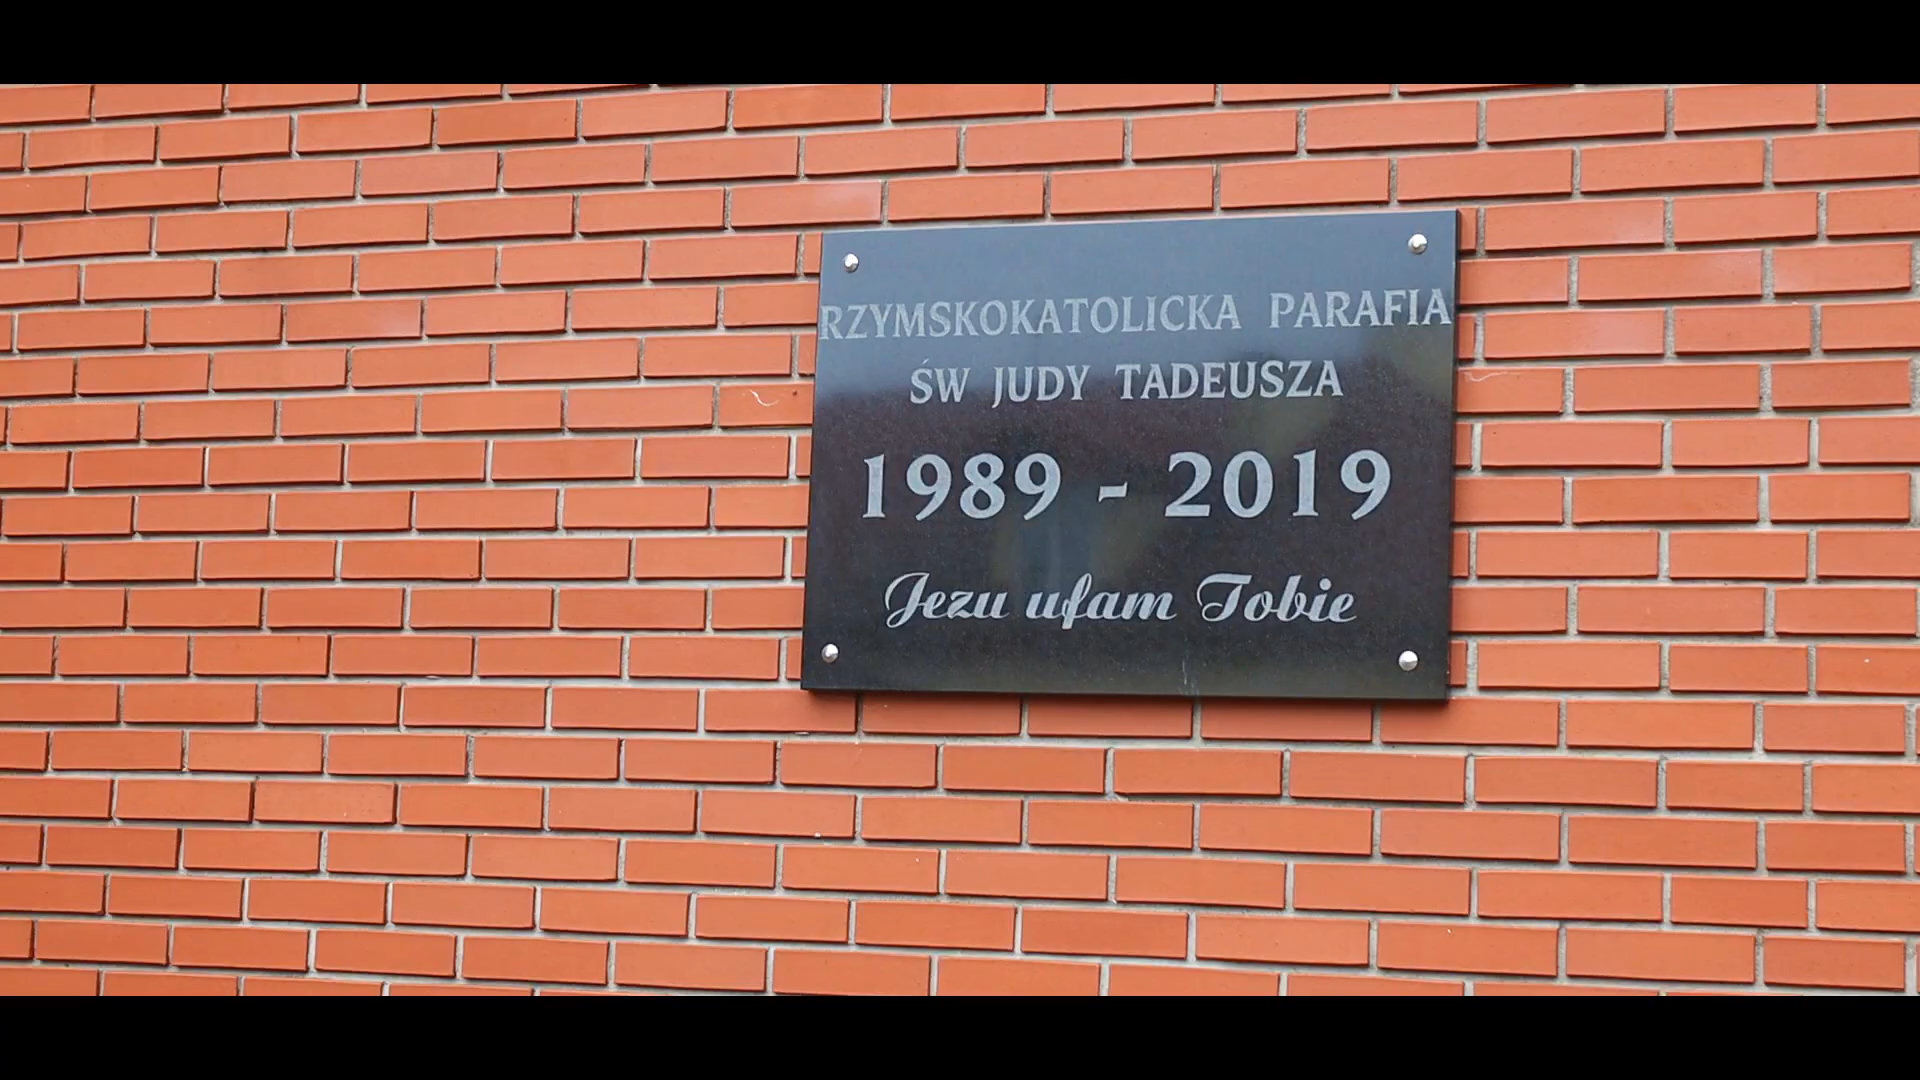 RZYMSKOKATOLICKA PARAFIA
ŚW JUDY TADEUSZA
1989 - 2019
Jezu ufam Tobie